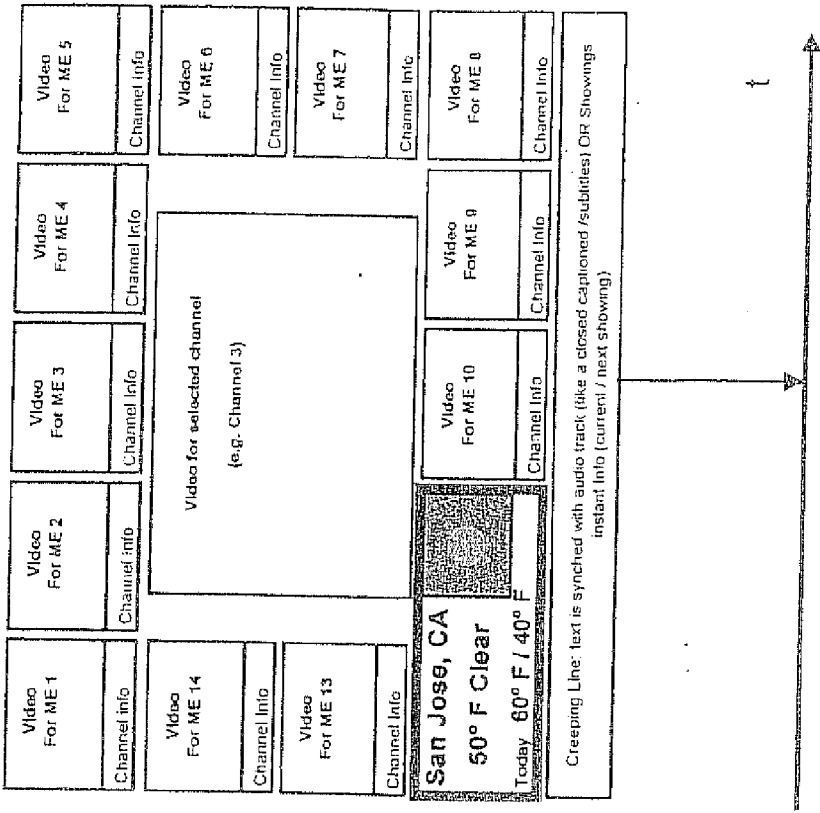 Video
For ME 1
Channel info
Video
For ME 2
Channel Info
Video
For ME 3
Channel Info
Video
For ME 4
Channel Info
Video
For ME 5
Channel Info
Video
For ME 14
Channel Info
Video for selected channel
(e.g. Channel 3)
Video
For ME 6
Channel Info
Video
For ME 13
Channel Info
Video
For ME 7
Channel Info
San Jose, CA
50° F Clear
Today 60° F / 40° F
Video
For ME 10
Channel Info
Video
For ME 9
Channel Info
Video
For ME 8
Channel Info
Creeping Line: text is synched with audio track (like a closed captioned /subtitles) OR Showings
instant Info (current / next showing)
t